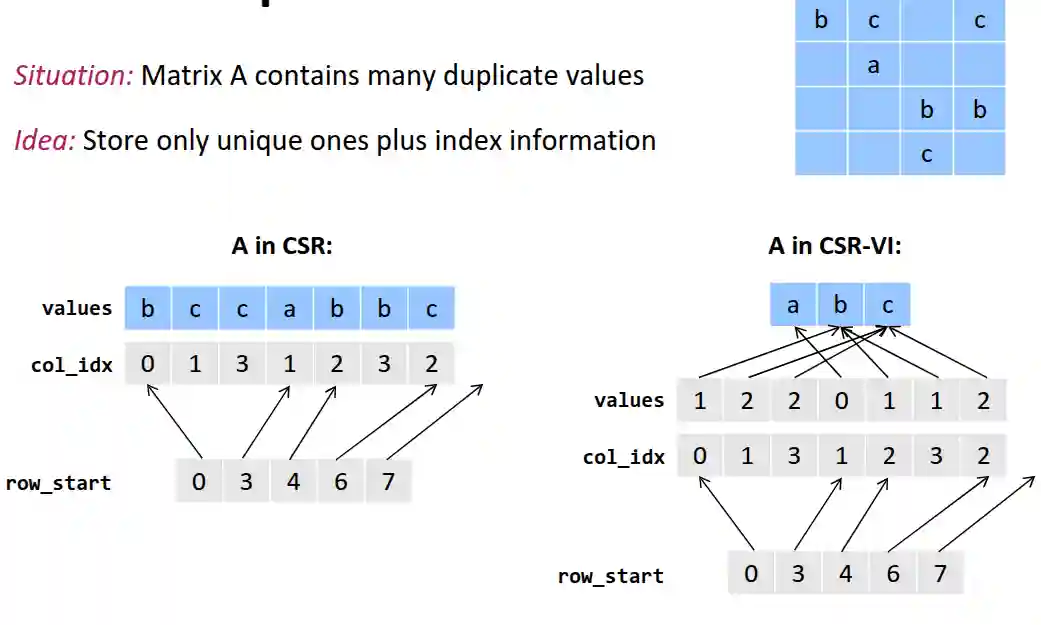 b c c
Situation: Matrix A contains many duplicate values
a
b b
Idea: Store only unique ones plus index information
c
A in CSR:
values b c c a b b c
col_idx 0 1 3 1 2 3 2
row_start 0 3 4 6 7
A in CSR-VI:
a b c
values 1 2 2 0 1 1 2
col_idx 0 1 3 1 2 3 2
row_start 0 3 4 6 7